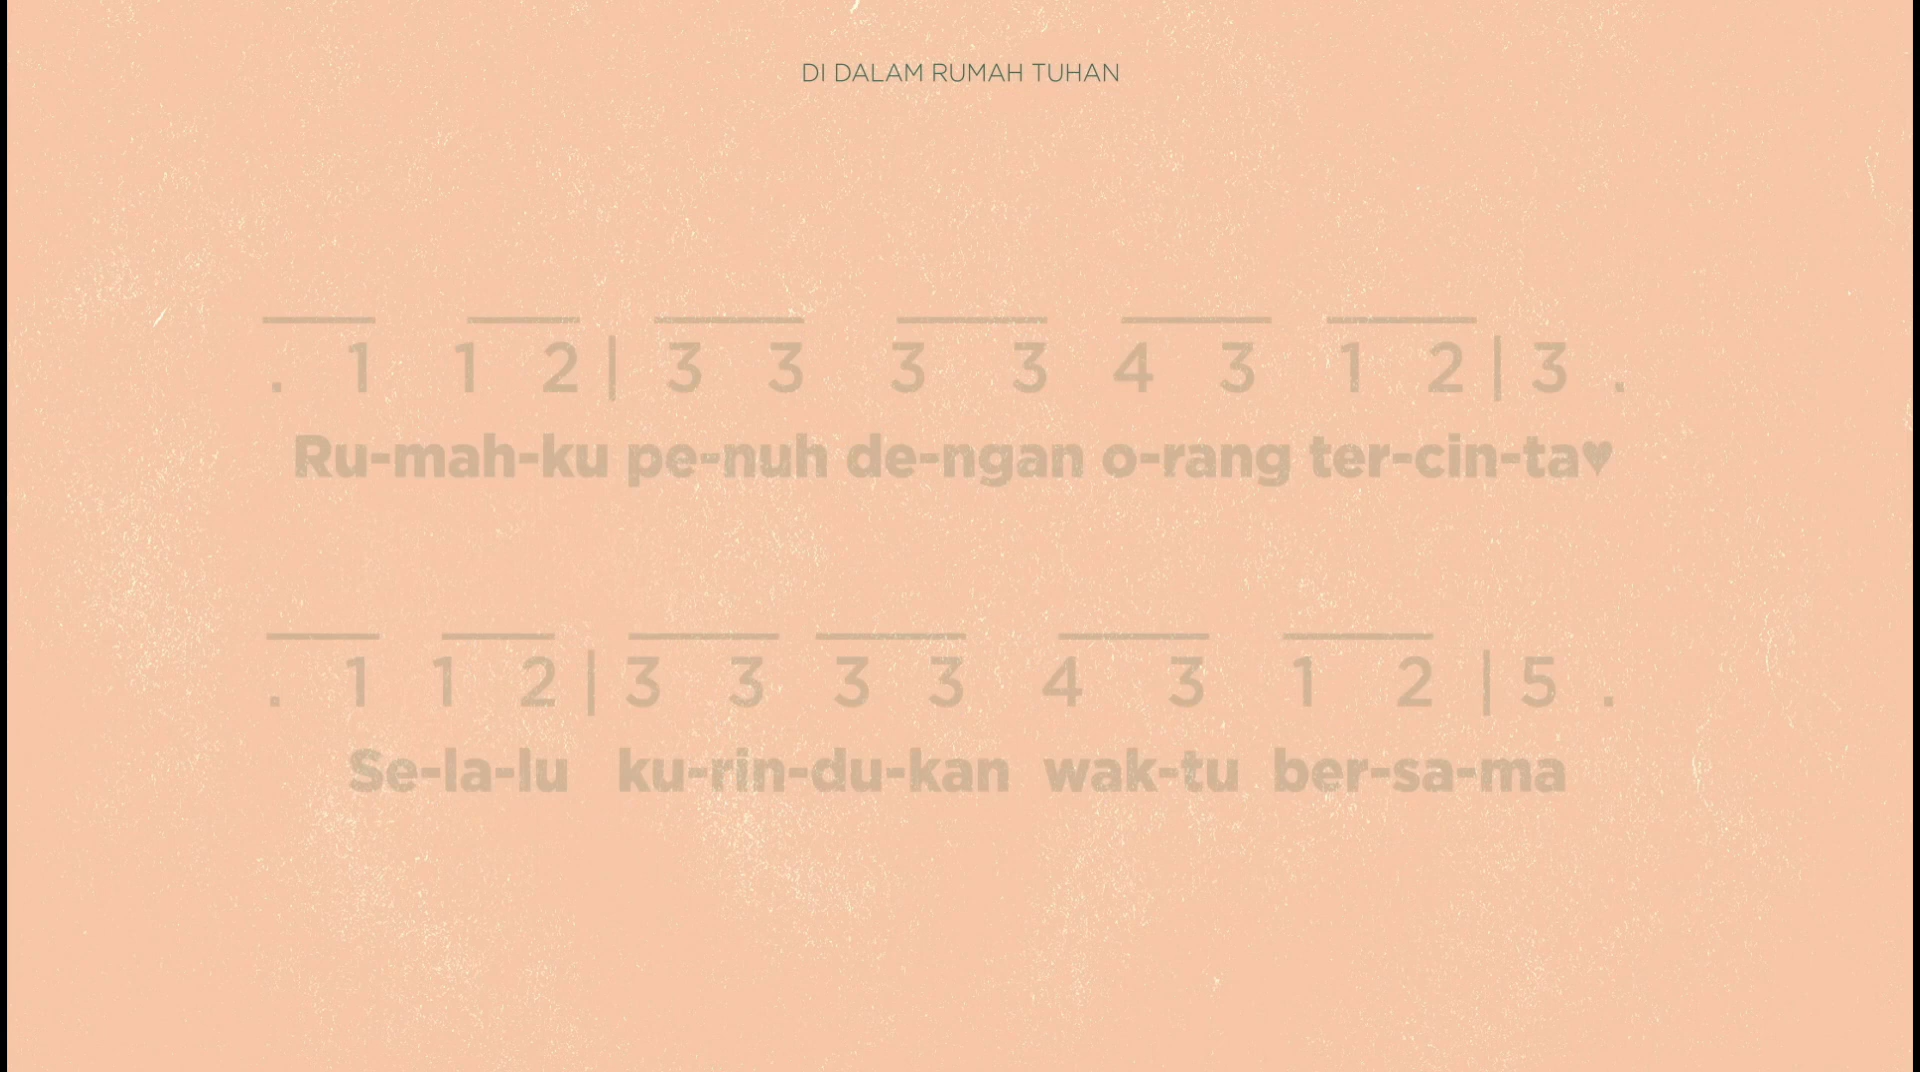 DI DALAM RUMAH TUHAN
. 1 1 2 | 3 3 3 3 4 3 1 2 | 3 .
Ru-mah-ku pe-nuh de-ngan o-rang ter-cin-ta♥
. 1 1 2 | 3 3 3 3 4 3 1 2 | 5 .
Se-la-lu ku-rin-du-kan wak-tu ber-sa-ma